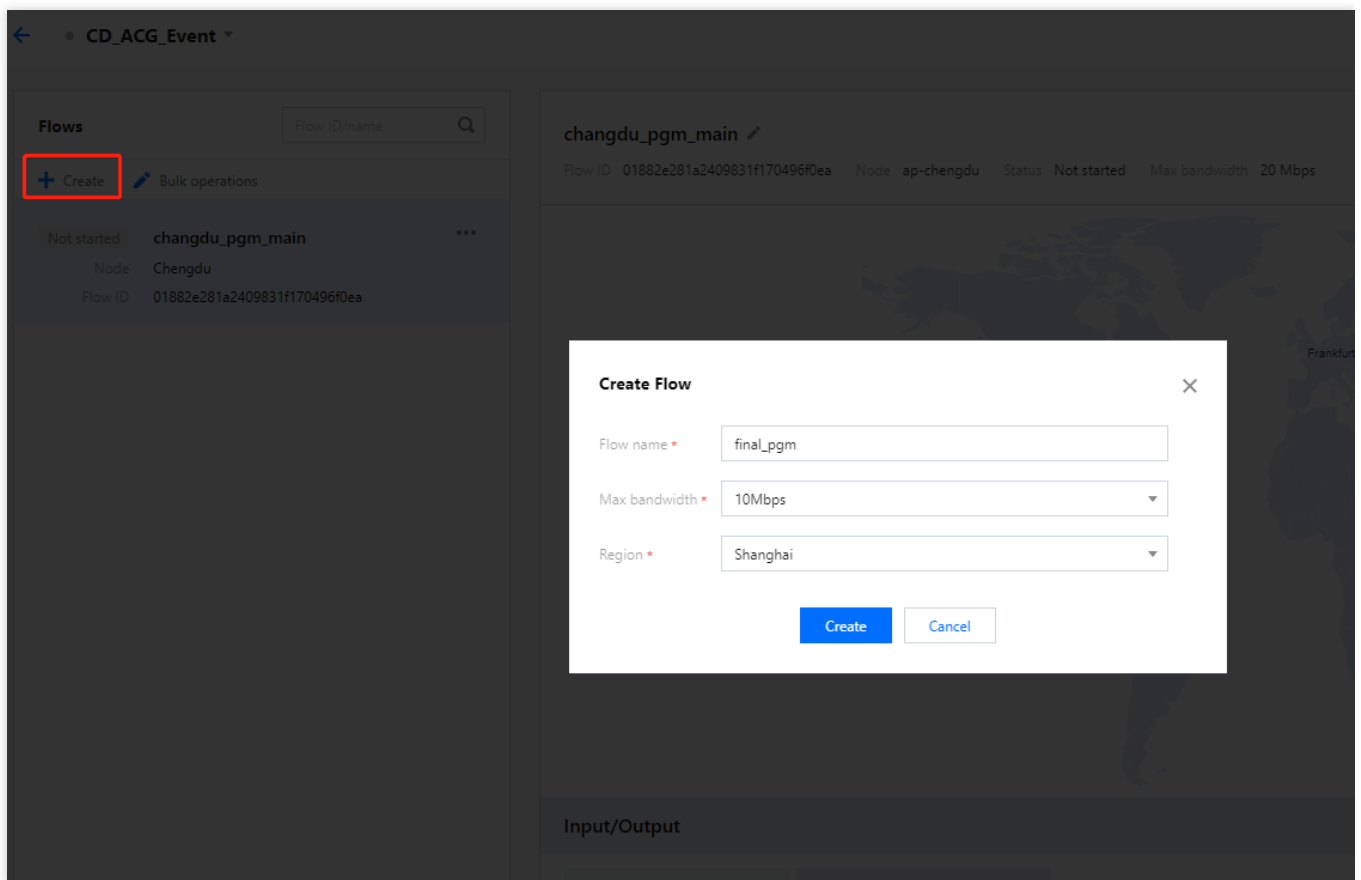 CD_ACG_Event
Flows
Flow ID/name
Create
Bulk operations
Not started
changdu_pgm_main
Node
Chengdu
Flow ID
01882e281a2409831f170496f0ea
changdu_pgm_main
Flow ID 01882e281a2409831f170496f0ea Node ap-chengdu Status Not started Max bandwidth 20 Mbps
Frankfurt
Create Flow
Flow name *
final_pgm
Max bandwidth *
10Mbps
Region *
Shanghai
Create
Cancel
Input/Output